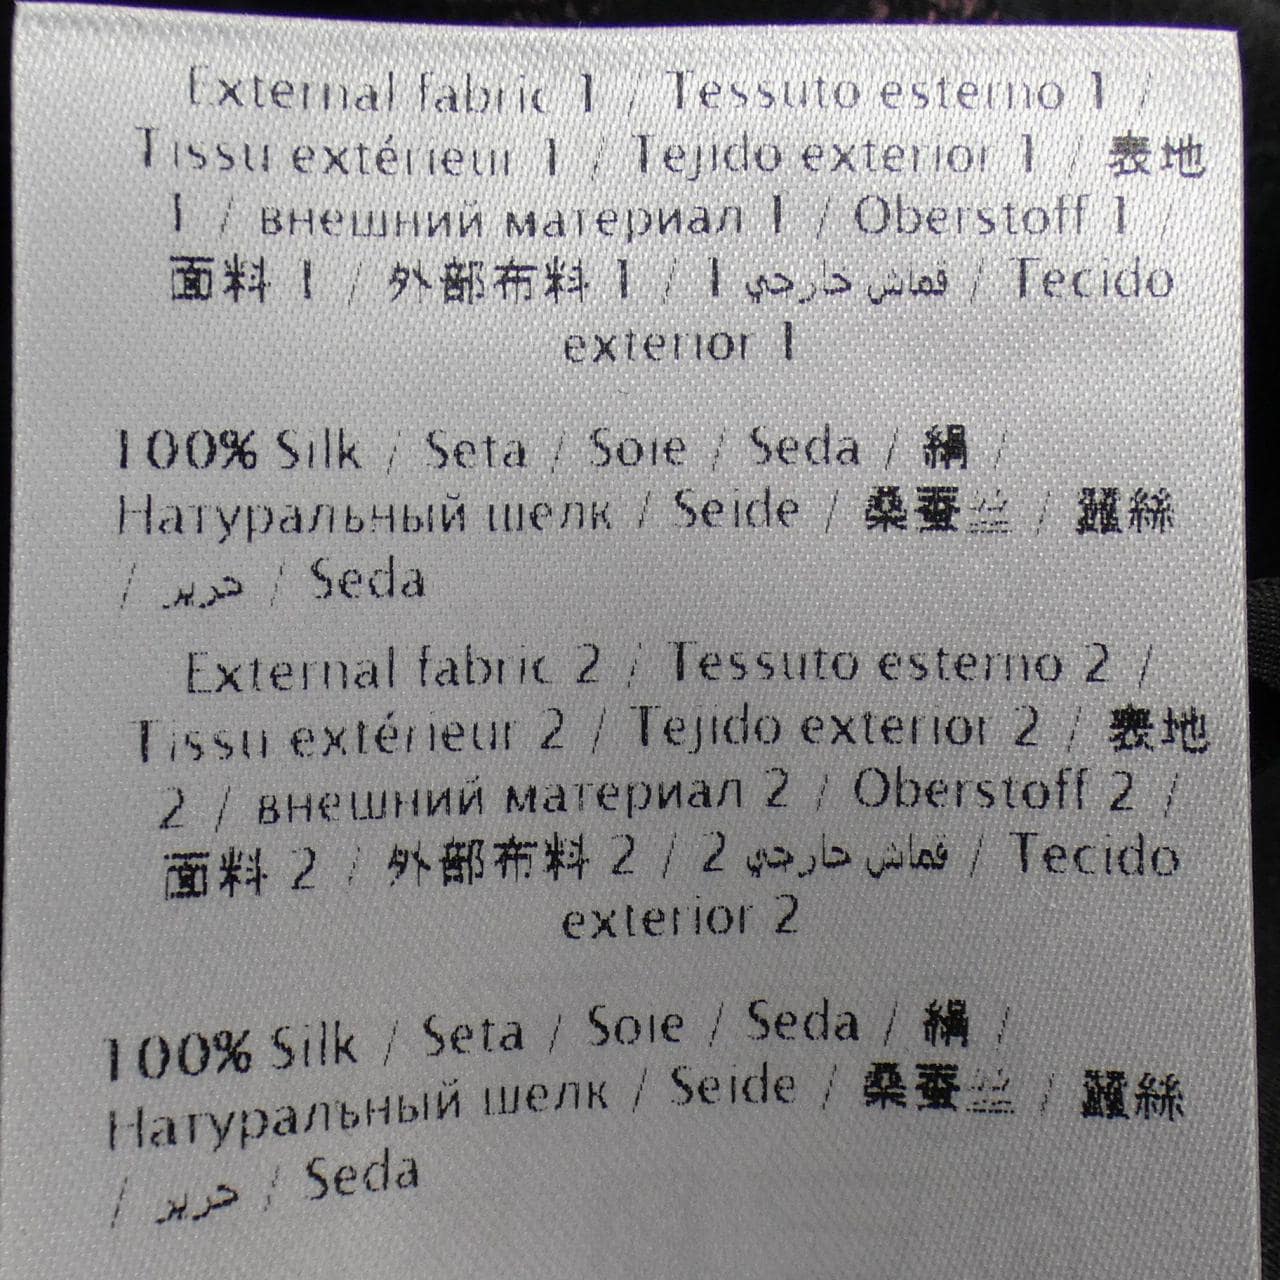 External fabric 1 / Tessuto esterno 1 /
Tissu extérieur 1 / Tejido exterior 1 / 表地
1 / внешний материал 1 / Oberstoff 1 /
面料 1 / 外部布料 1 / 1 قماش خارجي / Tecido
exterior 1
100% Silk / Seta / Soie / Seda / 絹 /
Натуральный шелк / Seide / 桑蚕丝 / 蠶絲
/ حرير / Seda
External fabric 2 / Tessuto esterno 2 /
Tissu extérieur 2 / Tejido exterior 2 / 表地
2 / внешний материал 2 / Oberstoff 2 /
面料 2 / 外部布料 2 / 2 قماش خارجي / Tecido
exterior 2
100% Silk / Seta / Soie / Seda / 絹 /
Натуральный шелк / Seide / 桑蚕丝 / 蠶絲
/ حرير / Seda